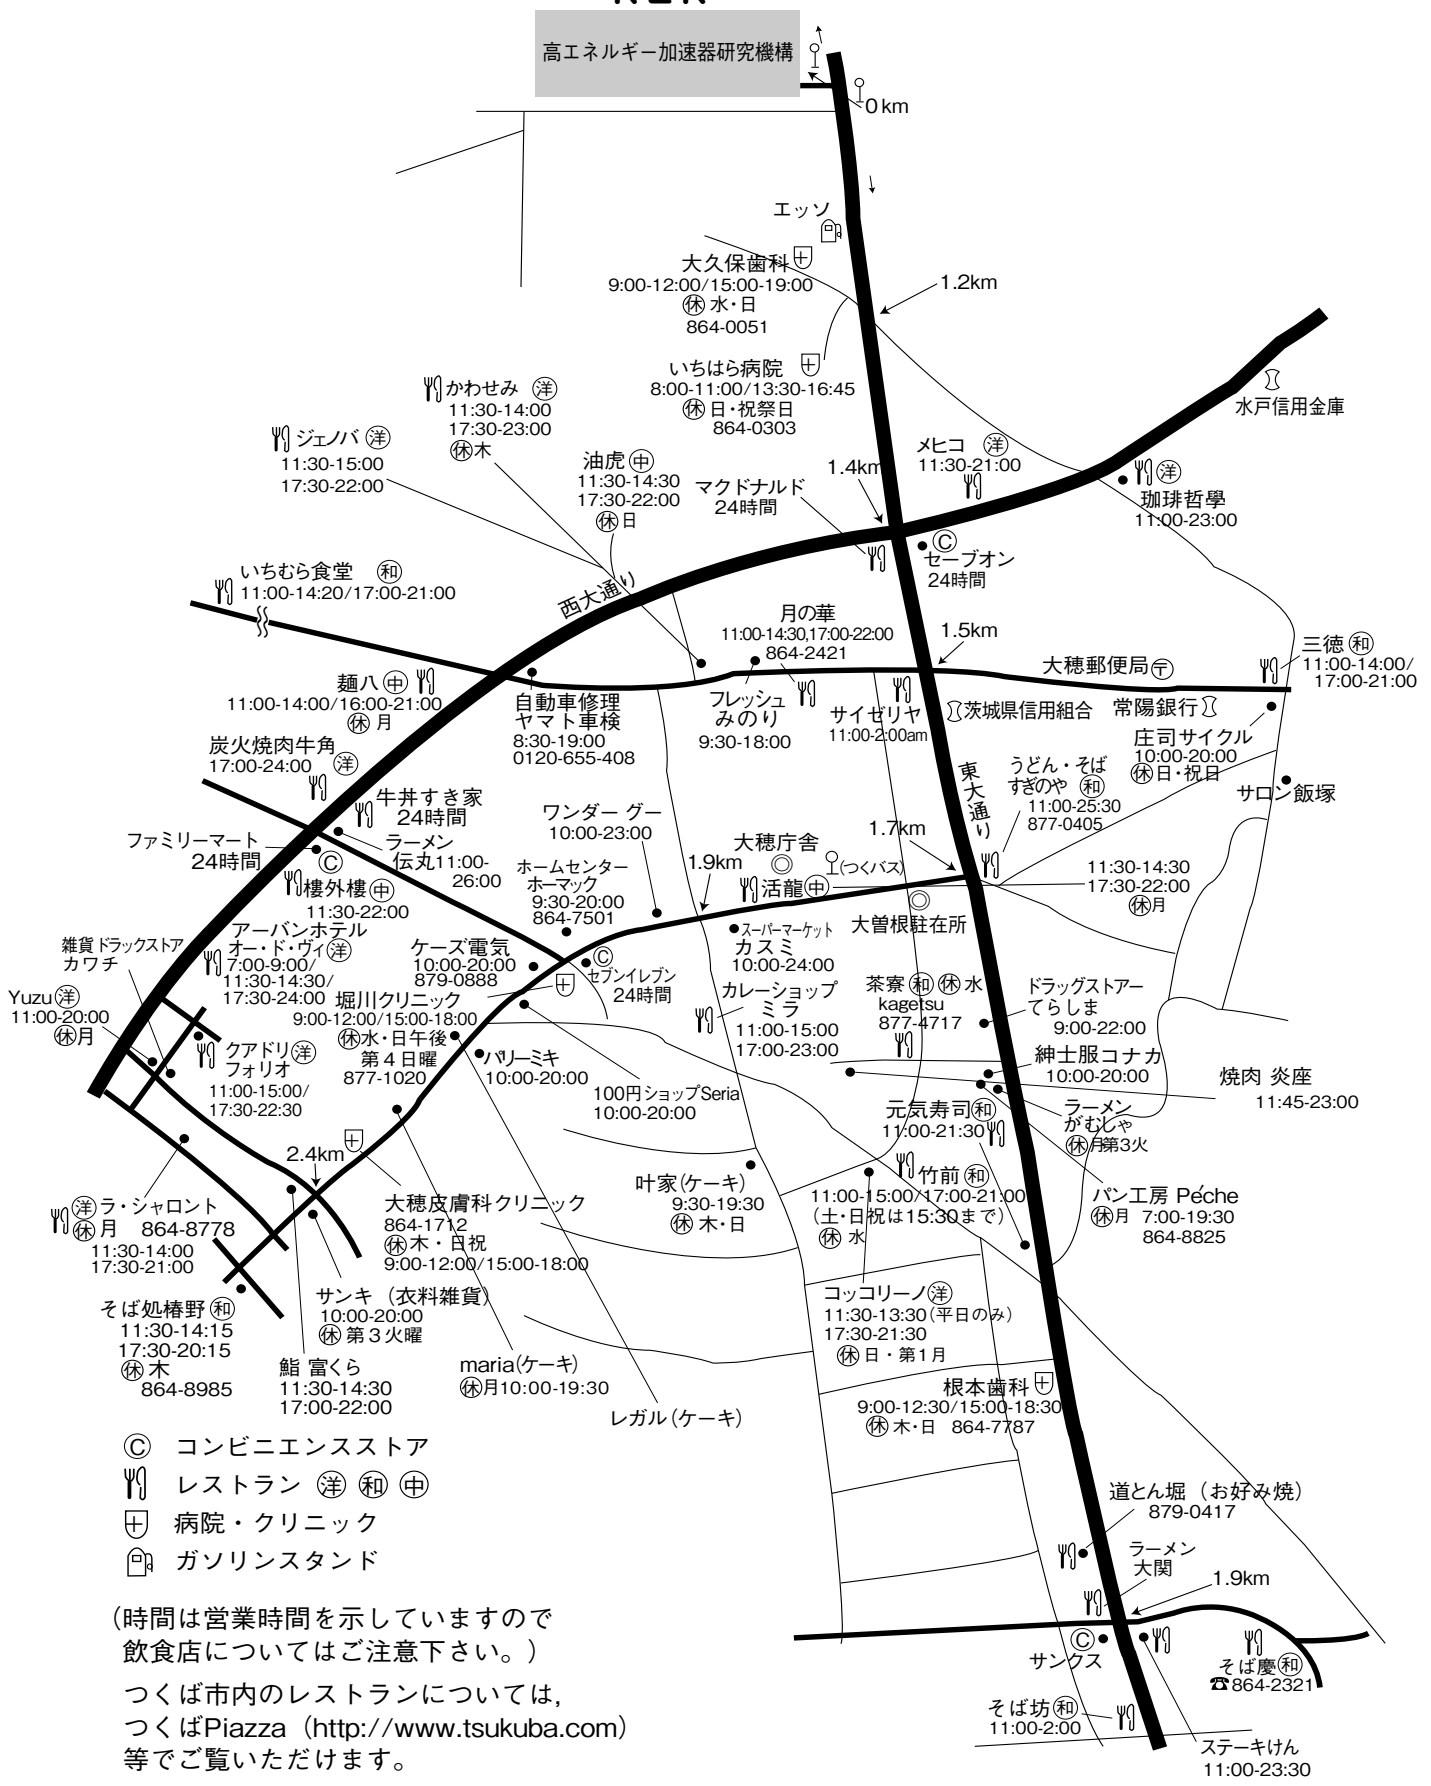 高エネルギー加速器研究機構
0 km
エッソ
大久保歯科
9:00-12:00/15:00-19:00
休 水・日
864-0051
1.2km
いちはら病院
8:00-11:00/13:30-16:45
休 日・祝祭日
864-0303
水戸信用金庫
かわせみ 洋
11:30-14:00
17:30-23:00
休 木
ジェノバ 洋
11:30-15:00
17:30-22:00
油虎 中
11:30-14:30
17:30-22:00
休 日
マクドナルド
24時間
1.4km
メヒコ 洋
11:30-21:00
洋
珈琲哲學
11:00-23:00
C
セーブオン
24時間
いちむら食堂 和
11:00-14:20/17:00-21:00
西大通り
月の華
11:00-14:30,17:00-22:00
864-2421
1.5km
大穂郵便局 〒
三徳 和
11:00-14:00/
17:00-21:00
麺八 中
11:00-14:00/16:00-21:00
休 月
自動車修理
ヤマト車検
8:30-19:00
0120-655-408
フレッシュ
みのり
9:30-18:00
サイゼリヤ
11:00-2:00am
茨城県信用組合
常陽銀行
庄司サイクル
10:00-20:00
休 日・祝日
サロン飯塚
炭火焼肉牛角
17:00-24:00 洋
牛丼すき家
24時間
東大通り
うどん・そば
すぎのや 和
11:00-25:30
877-0405
ファミリーマート
24時間
C
ラーメン
伝丸11:00-
26:00
ワンダー グー
10:00-23:00
大穂庁舎
◎
(つくバス)
1.7km
1.9km
活龍 中
11:30-14:30
17:30-22:00
休 月
樓外樓 中
11:30-22:00
ホームセンター
ホーマック
9:30-20:00
864-7501
◎
大曽根駐在所
アーバンホテル
オー・ド・ヴィ 洋
7:00-9:00/
11:30-14:30/
17:30-24:00
雑貨 ドラックストア
カワチ
ケーズ電気
10:00-20:00
879-0888
C
セブンイレブン
24時間
スーパーマーケット
カスミ
10:00-24:00
Yuzu 洋
11:00-20:00
休 月
堀川クリニック
9:00-12:00/15:00-18:00
休 水・日午後
第4日曜
877-1020
カレーショップ
ミラ
11:00-15:00
17:00-23:00
茶寮 和 休 水
kagetsu
877-4717
ドラッグストアー
てらしま
9:00-22:00
クアドリ 洋
フォリオ
11:00-15:00/
17:30-22:30
パリーミキ
10:00-20:00
100円ショップSeria
10:00-20:00
紳士服コナカ
10:00-20:00
焼肉 炎座
11:45-23:00
元気寿司 和
11:00-21:30
ラーメン
がむしゃ
休 月第3火
2.4km
竹前 和
11:00-15:00/17:00-21:00
(土・日祝は15:30まで)
休 水
パン工房 Péche
休 月 7:00-19:30
864-8825
洋 ラ・シャロント
休 月 864-8778
11:30-14:00
17:30-21:00
大穂皮膚科クリニック
864-1712
休 木・日祝
9:00-12:00/15:00-18:00
叶家(ケーキ)
9:30-19:30
休 木・日
そば処椿野 和
11:30-14:15
17:30-20:15
休 木
864-8985
サンキ (衣料雑貨)
10:00-20:00
休 第3火曜
コッコリーノ 洋
11:30-13:30(平日のみ)
17:30-21:30
休 日・第1月
鮨 富くら
11:30-14:30
17:00-22:00
maria(ケーキ)
休 月10:00-19:30
レガル(ケーキ)
根本歯科
9:00-12:30/15:00-18:30
休 木・日 864-7787
C コンビニエンスストア
レストラン 洋 和 中
病院・クリニック
ガソリンスタンド
道とん堀 (お好み焼)
879-0417
ラーメン
大関
1.9km
C
サンクス
そば慶 和
☎864-2321
そば坊 和
11:00-2:00
ステーキけん
11:00-23:30
(時間は営業時間を示していますので
飲食店についてはご注意下さい。)
つくば市内のレストランについては,
つくばPiazza (http://www.tsukuba.com)
等でご覧いただけます。